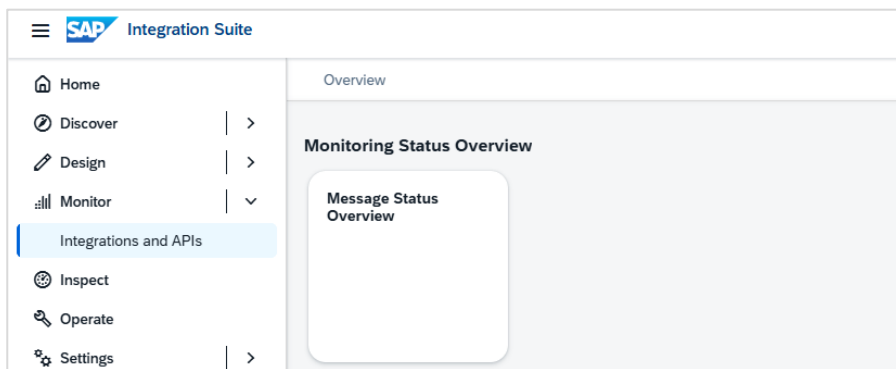 SAP Integration Suite
Home
Discover
Design
Monitor
Integrations and APIs
Inspect
Operate
Settings
Overview
Monitoring Status Overview
Message Status
Overview